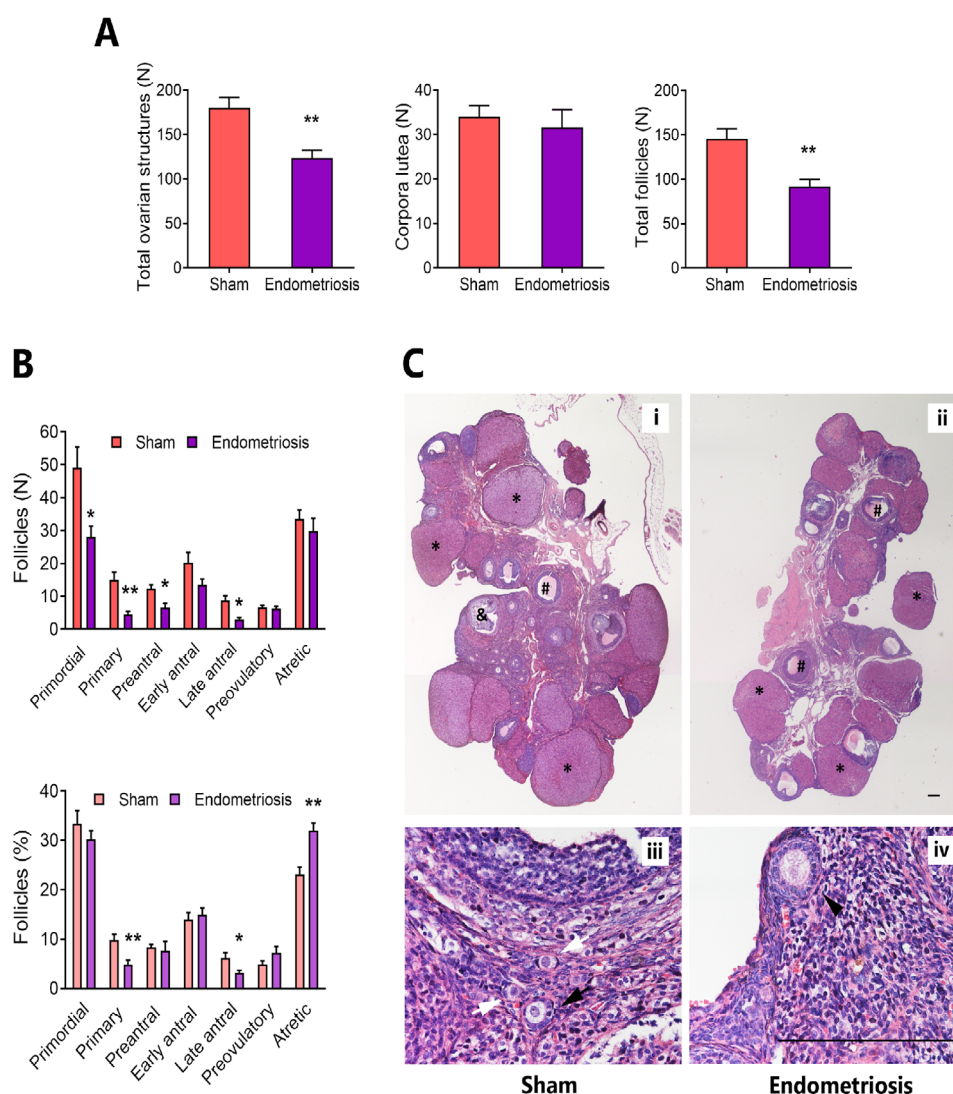 A
Total ovarian structures (N)
200
150
100
50
0
**
Sham Endometriosis
Corpora lutea (N)
40
30
20
10
0
Sham Endometriosis
Total follicles (N)
200
150
100
50
0
**
Sham Endometriosis
B
Follicles (N)
60
50
40
30
20
10
0
Sham Endometriosis
*
**
*
*
Primordial
Primary
Preantral
Early antral
Late antral
Preovulatory
Atretic
Follicles (%)
40
30
20
10
0
Sham Endometriosis
**
*
**
Primordial
Primary
Preantral
Early antral
Late antral
Preovulatory
Atretic
C
i
*
*
#
&
*
ii
#
*
#
*
*
iii
iv
Sham
Endometriosis